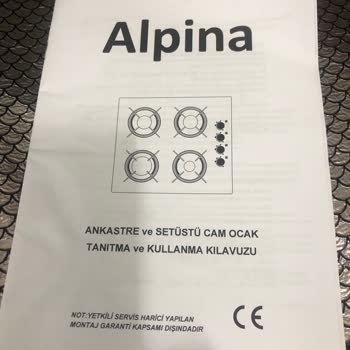 Alpina
ANKASTRE ve SETÜSTÜ CAM OCAK
TANITMA ve KULLANMA KILAVUZU
NOT:YETKİLİ SERVİS HARİCİ YAPILAN
MONTAJ GARANTİ KAPSAMI DIŞINDADIR
CE